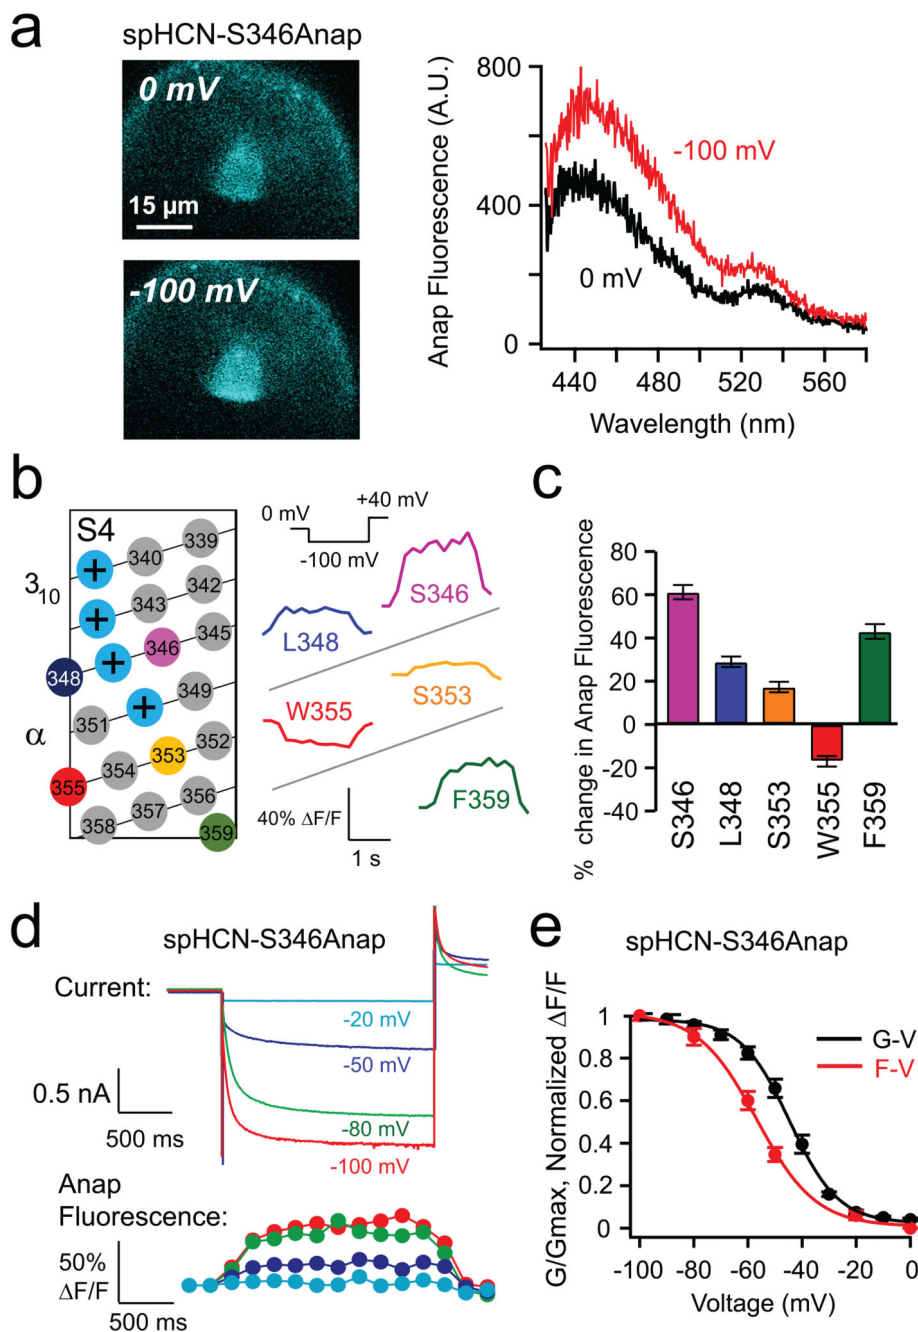 a
spHCN-S346Anap
0 mV
15 µm
-100 mV
Anap Fluorescence (A.U.)
800
400
0
-100 mV
0 mV
440
480
520
560
Wavelength (nm)
b
S4
3₁₀
α
+
340
339
+
343
342
+
346
345
348
+
349
351
353
352
355
354
357
356
358
359
0 mV
+40 mV
-100 mV
S346
L348
S353
W355
F359
40% ΔF/F
1 s
c
% change in Anap Fluorescence
80
60
40
20
0
-20
-40
S346
L348
S353
W355
F359
d
spHCN-S346Anap
Current:
-20 mV
-50 mV
-80 mV
-100 mV
0.5 nA
500 ms
Anap
Fluorescence:
50%
ΔF/F
500 ms
e
spHCN-S346Anap
G/Gmax, Normalized ΔF/F
1
0.8
0.6
0.4
0.2
0
G-V
F-V
-100
-80
-60
-40
-20
0
Voltage (mV)